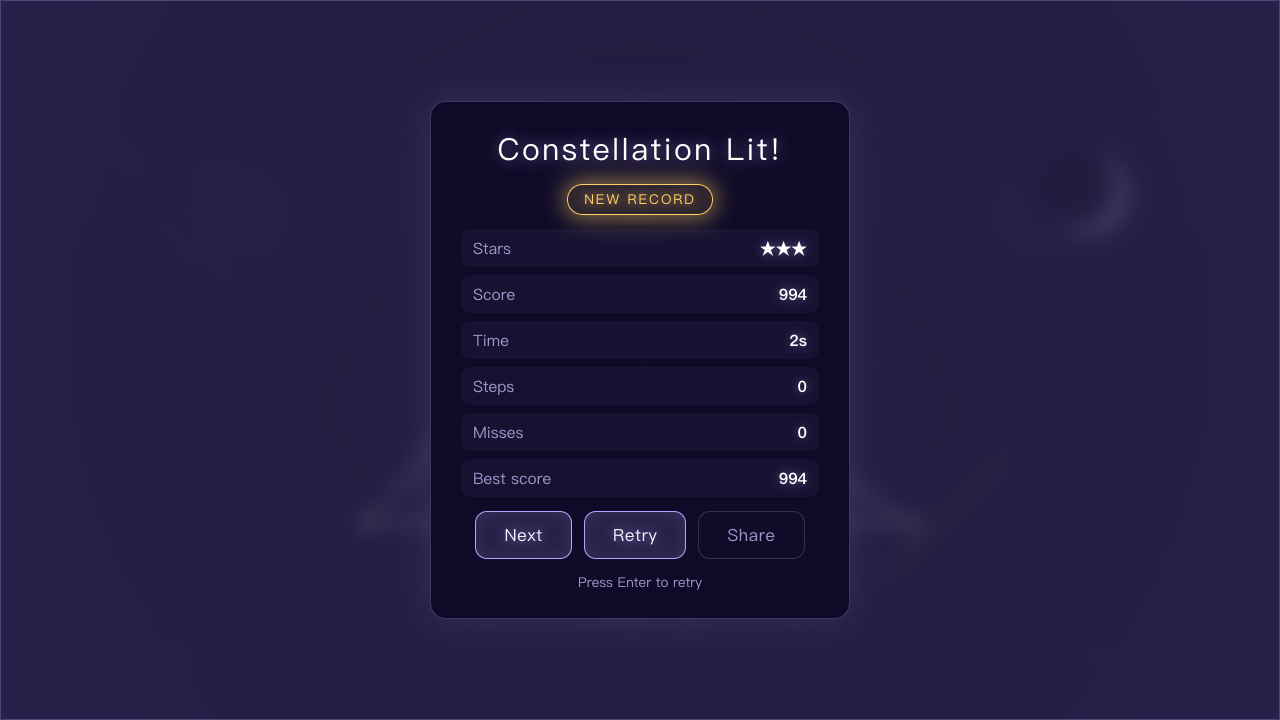 Constellation Lit!
NEW RECORD
Stars ★★★
Score 994
Time 2s
Steps 0
Misses 0
Best score 994
Next Retry Share
Press Enter to retry